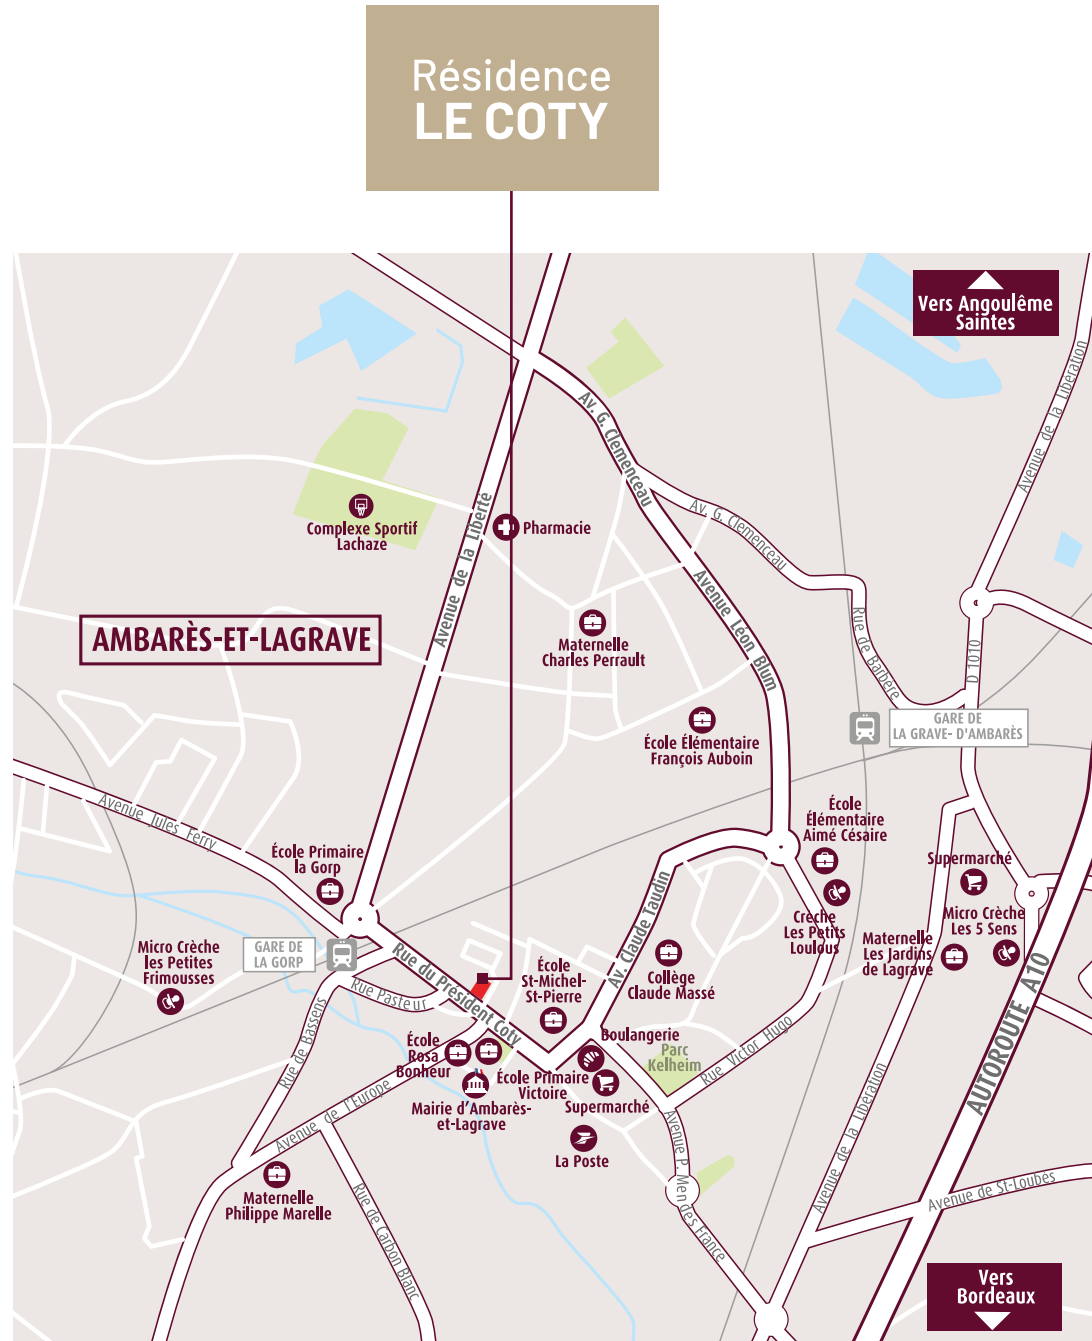 Résidence
LE COTY
Vers Angoulême
Saintes
Av. G. Clemenceau
Avenue de la Libération
Avenue de la Liberté
Complexe Sportif
Lachaze
Pharmacie
Av. G. Clemenceau
Avenue Léon Blum
Rue de Barbère
D 1010
AMBARÈS-ET-LAGRAVE
Maternelle
Charles Perrault
GARE DE
LA GRAVE- D'AMBARÈS
École Élémentaire
François Auboin
Avenue Jules Ferry
École
Élémentaire
Aimé Césaire
École Primaire
la Gorp
Supermarché
Av. Claude Taudin
Crèche
Les Petits
Loulous
Micro Crèche
Les 5 Sens
GARE DE
LA GORP
Micro Crèche
les Petites
Frimousses
Rue du Président Coty
École
St-Michel-
St-Pierre
Collège
Claude Massé
Maternelle
Les Jardins
de Lagrave
Rue Pasteur
Rue de Bassens
AUTOROUTE A10
École
Rosa
Bonheur
Boulangerie
Parc
Kelheim
Rue Victor Hugo
École Primaire
Victoire
Supermarché
Mairie d'Ambarès-
et-Lagrave
Avenue de l'Europe
La Poste
Avenue P. Men des France
Avenue de la Libération
Maternelle
Philippe Marelle
Rue de Carbon Blanc
Avenue de St-Loubès
Vers
Bordeaux